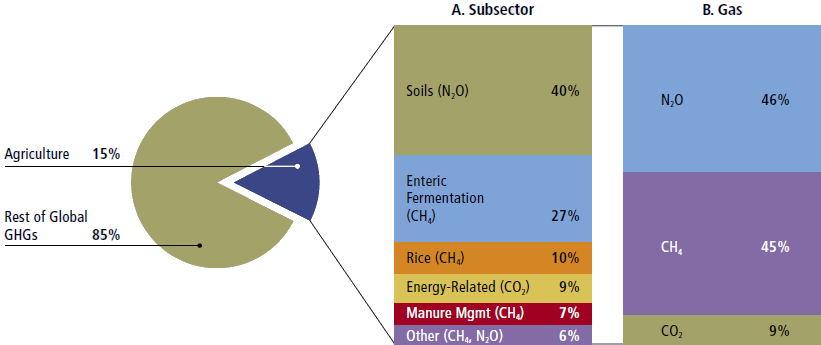 A. Subsector
B. Gas
Agriculture 15%
Rest of Global
GHGs 85%
Soils (N₂O) 40%
Enteric
Fermentation
(CH₄) 27%
Rice (CH₄) 10%
Energy-Related (CO₂) 9%
Manure Mgmt (CH₄) 7%
Other (CH₄, N₂O) 6%
N₂O 46%
CH₄ 45%
CO₂ 9%